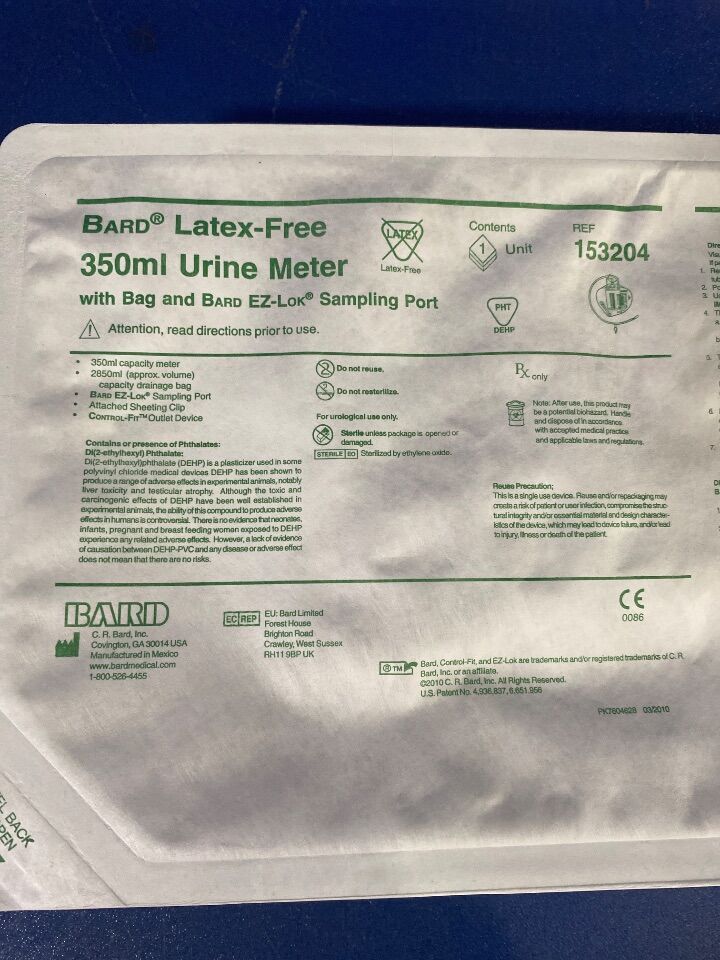 BARD® LATEX-FREE
350ml Urine Meter
with Bag and BARD EZ-LOK® Sampling Port
Attention, read directions prior to use.
LATEX
Latex-Free
Contents
1 Unit
REF
153204
PHT
DEHP
• 350ml capacity meter
• 2850ml (approx. volume)
capacity drainage bag
• BARD EZ-LOK® Sampling Port
• Attached Sheeting Clip
• CONTROL-FIT™ Outlet Device
Contents or presence of Phthalates:
Di(2-ethylhexyl) Phthalate:
Di(2-ethylhexyl)phthalate (DEHP) is a plasticizer used in some
polyvinyl chloride medical devices DEHP has been shown to
produce a range of adverse effects in experimental animals, notably
liver toxicity and testicular atrophy. Although the toxic and
carcinogenic effects of DEHP have been well established in
experimental animals, the ability of this compound to produce adverse
effects in humans is controversial. There is no evidence that neonates,
infants, pregnant and breast feeding women exposed to DEHP
experience any related adverse effects. However, a lack of evidence
of causation between DEHP-PVC and any disease or adverse effect
does not mean that there are no risks.
2 Do not reuse.
Do not resterilize.
For urological use only.
Sterile unless package is opened or
damaged.
STERILE EO Sterilized by ethylene oxide.
Rx only
Note: After use, this product may
be a potential biohazard. Handle
and dispose of in accordance
with accepted medical practice
and applicable laws and regulations.
Reuse Precaution;
This is a single use device. Reuse and/or repackaging may
create a risk of patient or user infection, compromise the struc-
tural integrity and/or essential material and design character-
istics of the device, which may lead to device failure, and/or lead
to injury, illness or death of the patient.
BARD
C. R. Bard, Inc.
Covington, GA 30014 USA
Manufactured in Mexico
www.bardmedical.com
1-800-526-4455
EC REP
EU: Bard Limited
Forest House
Brighton Road
Crawley, West Sussex
RH11 9BP UK
CE
0086
® TM Bard, Control-Fit, and EZ-Lok are trademarks and/or registered trademarks of C. R.
Bard, Inc. or an affiliate.
©2010 C. R. Bard, Inc. All Rights Reserved.
U.S. Patent No. 4,936,837, 6,651,956
PK7604628 03/2010
1.
2.
3.
4.
5.
6.
7.
BACK